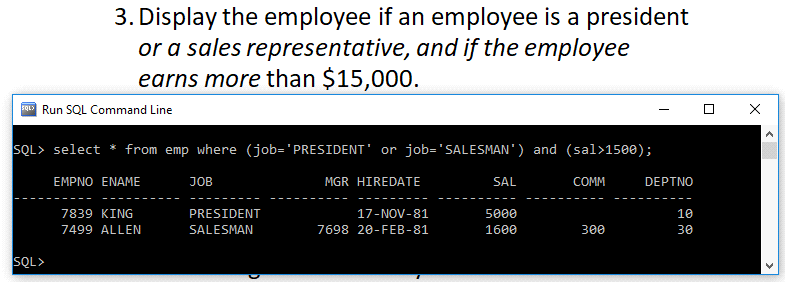 3. Display the employee if an employee is a president
or a sales representative, and if the employee
earns more than $15,000.
Run SQL Command Line
SQL> select * from emp where (job='PRESIDENT' or job='SALESMAN') and (sal>1500);
EMPNO ENAME JOB MGR HIREDATE SAL COMM DEPTNO
---------- ---------- --------- ---------- --------- ---------- ---------- ----------
7839 KING PRESIDENT 17-NOV-81 5000 10
7499 ALLEN SALESMAN 7698 20-FEB-81 1600 300 30
SQL>